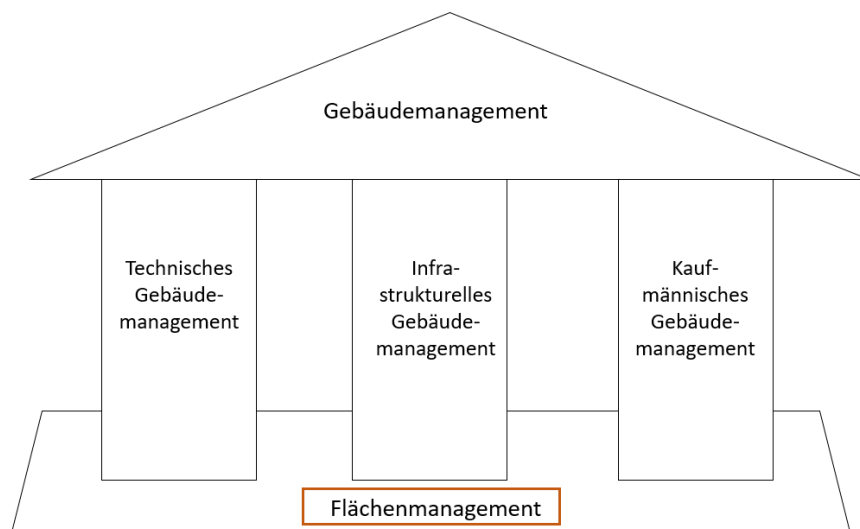 Gebäudemanagement
Technisches
Gebäude-
management
Infra-
strukturelles
Gebäude-
management
Kauf-
männisches
Gebäude-
management
Flächenmanagement